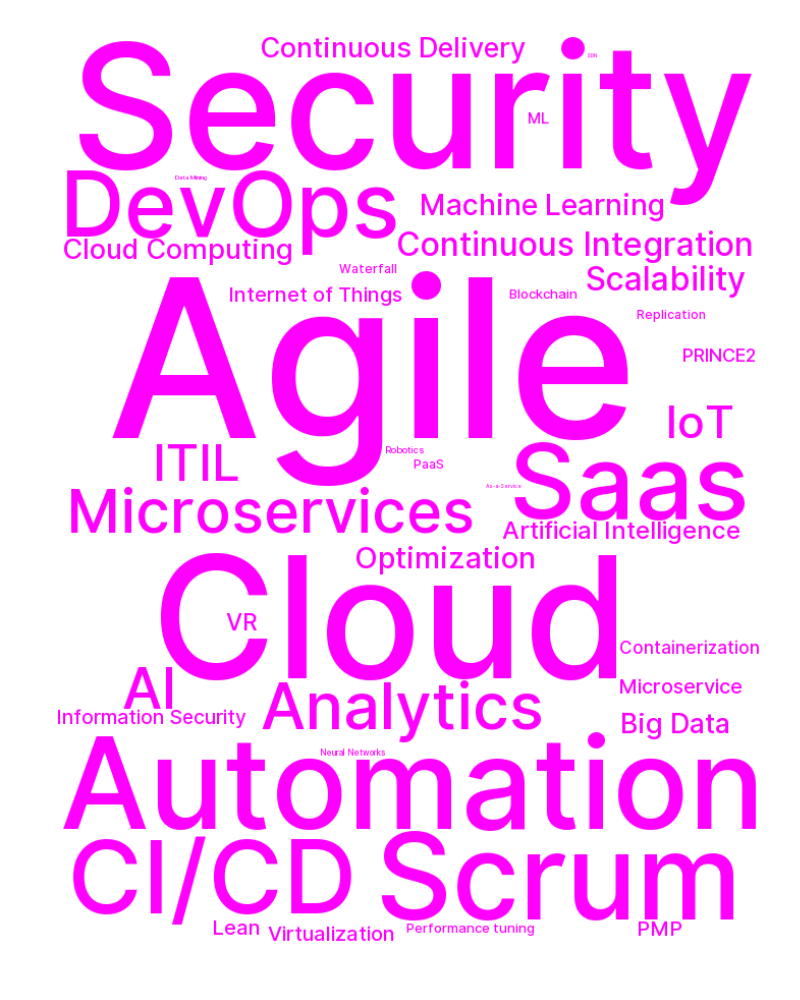 Continuous Delivery
Security
ML
Data Mining
DevOps
Machine Learning
Cloud Computing
Continuous Integration
Waterfall
Scalability
Internet of Things
Blockchain
Agile
Replication
PRINCE2
IoT
ITIL
Robotics
PaaS
Saas
As-a-Service
Microservices
Artificial Intelligence
Optimization
Cloud
VR
Containerization
AI
Microservice
Analytics
Information Security
Big Data
Neural Networks
Automation
CI/CD
Scrum
Lean
Virtualization
Performance tuning
PMP